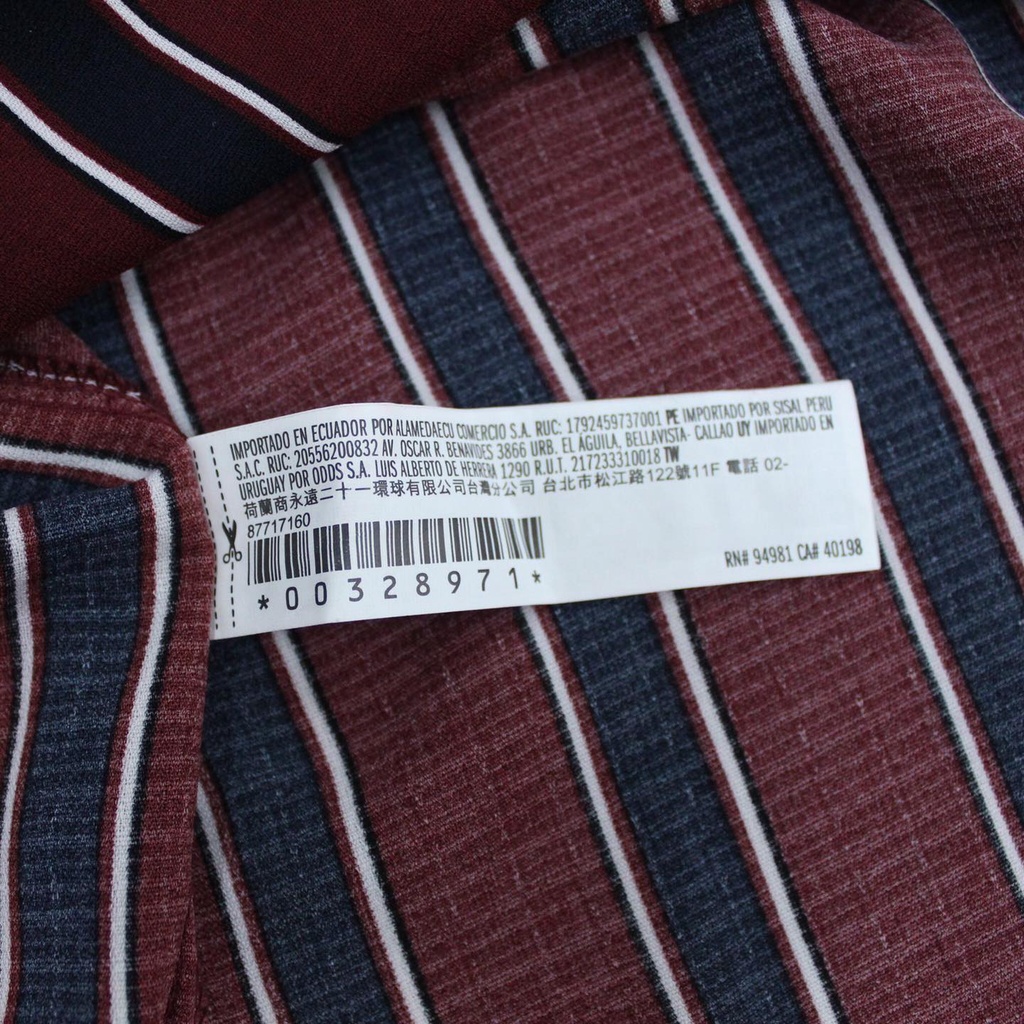 IMPORTADO EN ECUADOR POR ALAMEDAECU COMERCIO S.A. RUC: 1792459737001 PE IMPORTADO POR SISAL PERU
S.A.C. RUC: 20556200832 AV. OSCAR R. BENAVIDES 3866 URB. EL ÁGUILA, BELLAVISTA- CALLAO UY IMPORTADO EN
URUGUAY POR ODDS S.A. LUIS ALBERTO DE HERRERA 1290 R.U.T. 217233310018 TW
荷蘭商永遠二十一環球有限公司台灣分公司 台北市松江路122號11F 電話 02-
87717160
*00328971*
RN# 94981 CA# 40198